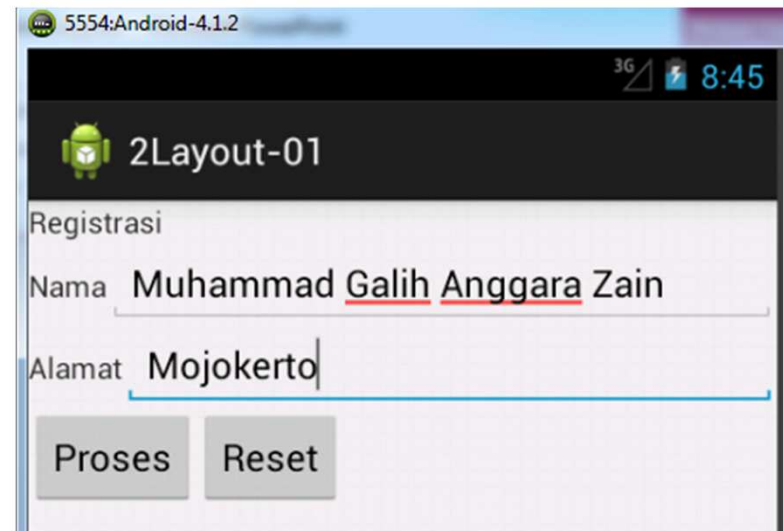 5554:Android-4.1.2
3G 8:45
2Layout-01
Registrasi
Nama Muhammad Galih Anggara Zain
Alamat Mojokerto
Proses Reset